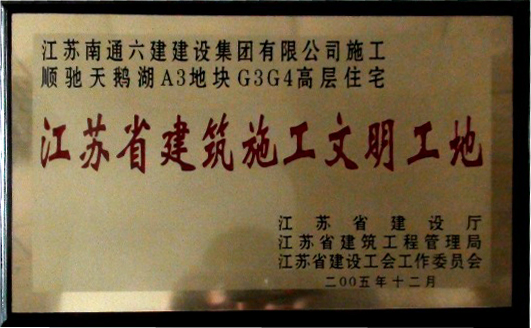 江苏南通六建建设集团有限公司施工
顺驰天鹅湖A3地块G3G4高层住宅
江苏省建筑施工文明工地
江苏省建设厅
江苏省建筑工程管理局
江苏省建设工会工作委员会
二00五年十二月